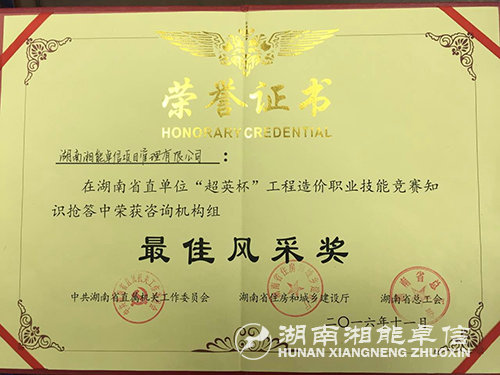 荣誉证书
HONORARY CREDENTIAL
湖南湘能卓信项目管理有限公司：
在湖南省直单位“超英杯”工程造价职业技能竞赛知
识抢答中荣获咨询机构组
最佳风采奖
中共湖南省直属机关工作委员会 湖南省住房和城乡建设厅 湖南省总工会
二〇一六年十一月
湖南湘能卓信
HUNAN XIANGNENG ZHUOXIN